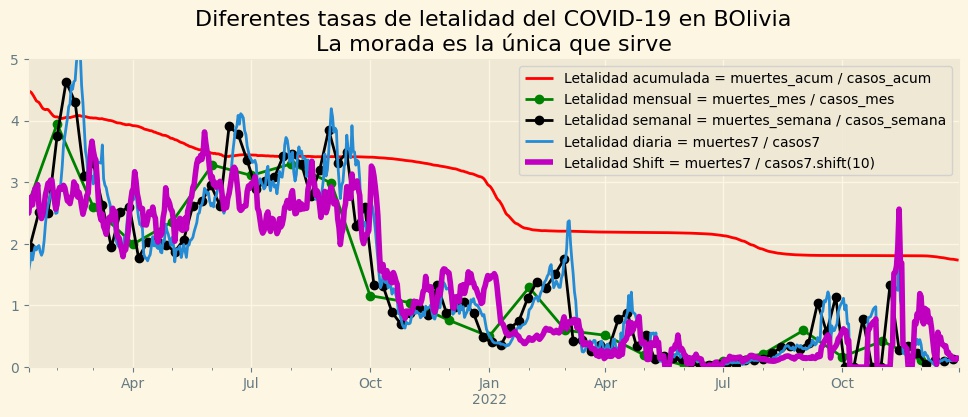 Diferentes tasas de letalidad del COVID-19 en BOlivia
La morada es la única que sirve
5
4
3
2
1
0
Letalidad acumulada = muertes_acum / casos_acum
Letalidad mensual = muertes_mes / casos_mes
Letalidad semanal = muertes_semana / casos_semana
Letalidad diaria = muertes7 / casos7
Letalidad Shift = muertes7 / casos7.shift(10)
Apr Jul Oct Jan Apr Jul Oct
2022